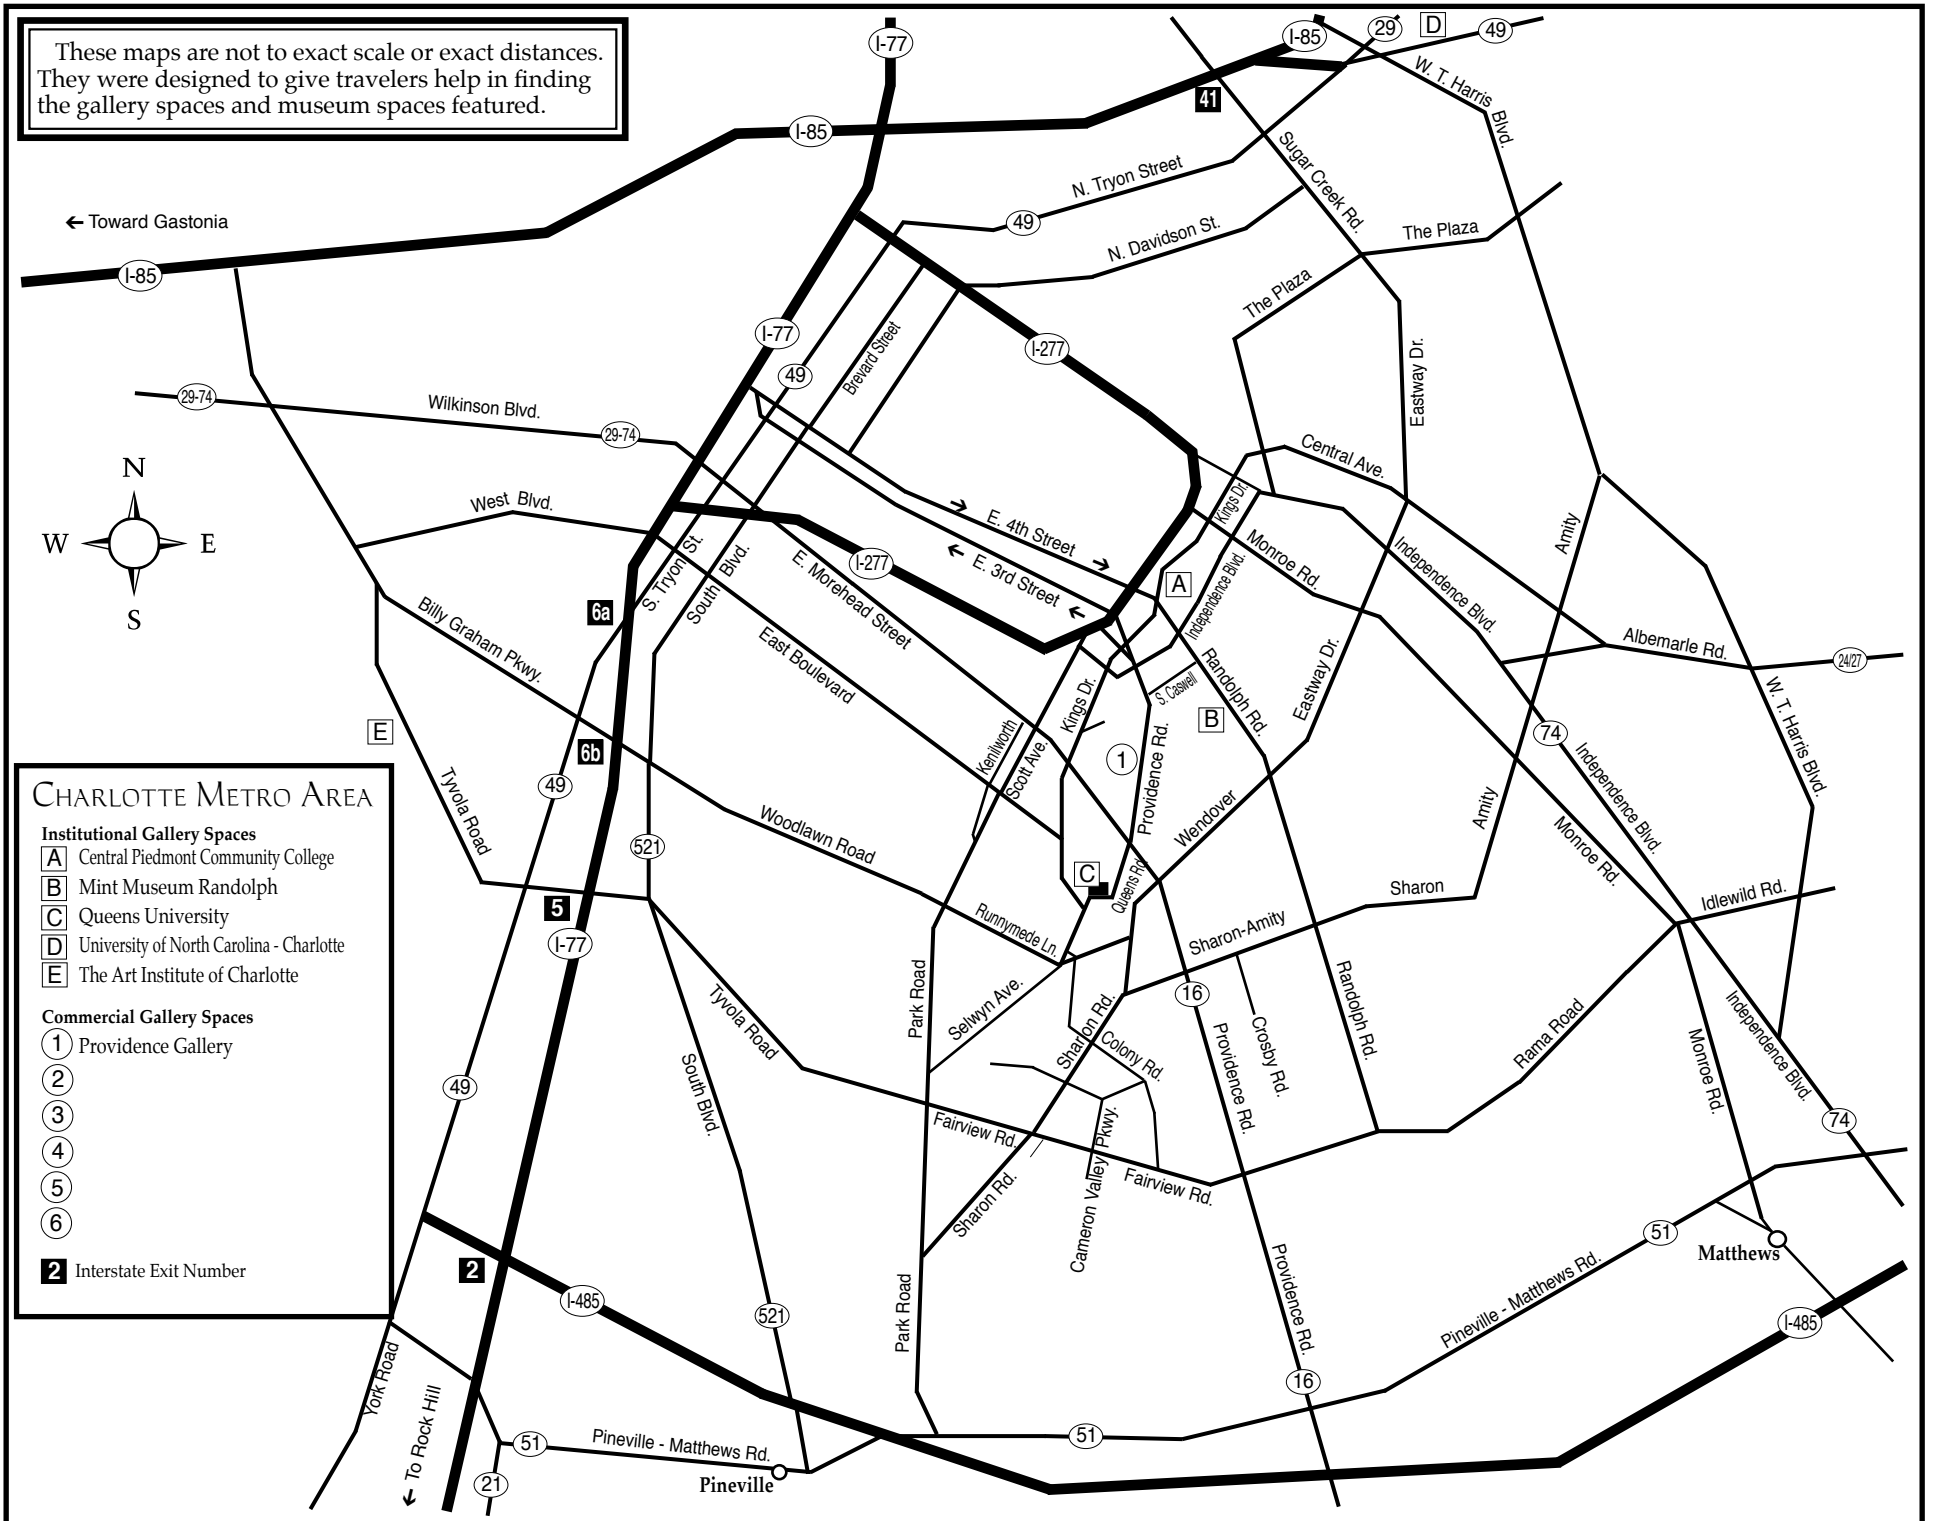 These maps are not to exact scale or exact distances.
They were designed to give travelers help in finding
the gallery spaces and museum spaces featured.
I-77
I-85
29
D
49
W. T. Harris
Blvd.
41
I-85
Sugar Creek Rd.
N. Tryon Street
49
N. Davidson St.
The Plaza
The Plaza
← Toward Gastonia
I-85
I-77
I-277
49
Brevard Street
Eastway Dr.
29-74
Wilkinson Blvd.
29-74
Central Ave.
N
W
E
S
West Blvd.
Kings Dr.
E. 4th Street
E. 3rd Street
I-277
E. Morehead Street
S. Tryon St.
South Blvd.
A
Independence Blvd.
Monroe Rd.
Independence Blvd.
Amity
6a
Billy Graham Pkwy.
East Boulevard
Albemarle Rd.
24/27
Randolph Rd.
S. Caswell
B
Eastway Dr.
Kings Dr.
W. T. Harris Blvd.
E
6b
Kenilworth
Scott Ave.
1
Providence Rd.
74
Independence Blvd.
Tyvola Road
49
521
Woodlawn Road
Wendover
Amity
Monroe Rd.
C
Queens Rd.
Sharon
Idlewild Rd.
5
I-77
Runnymede Ln.
Sharon-Amity
Park Road
Selwyn Ave.
Sharon Rd.
16
Crosby Rd.
Randolph Rd.
Rama Road
Independence Blvd.
Monroe Rd.
Tyvola Road
South Blvd.
Colony Rd.
Providence Rd.
49
Fairview Rd.
Cameron Valley Pkwy.
Fairview Rd.
74
Sharon Rd.
51
Matthews
Pineville - Matthews Rd.
2
I-485
521
Park Road
Providence Rd.
I-485
16
York Road
← To Rock Hill
51
Pineville - Matthews Rd.
51
21
Pineville
CHARLOTTE METRO AREA
Institutional Gallery Spaces
A Central Piedmont Community College
B Mint Museum Randolph
C Queens University
D University of North Carolina - Charlotte
E The Art Institute of Charlotte
Commercial Gallery Spaces
1 Providence Gallery
2
3
4
5
6
2 Interstate Exit Number